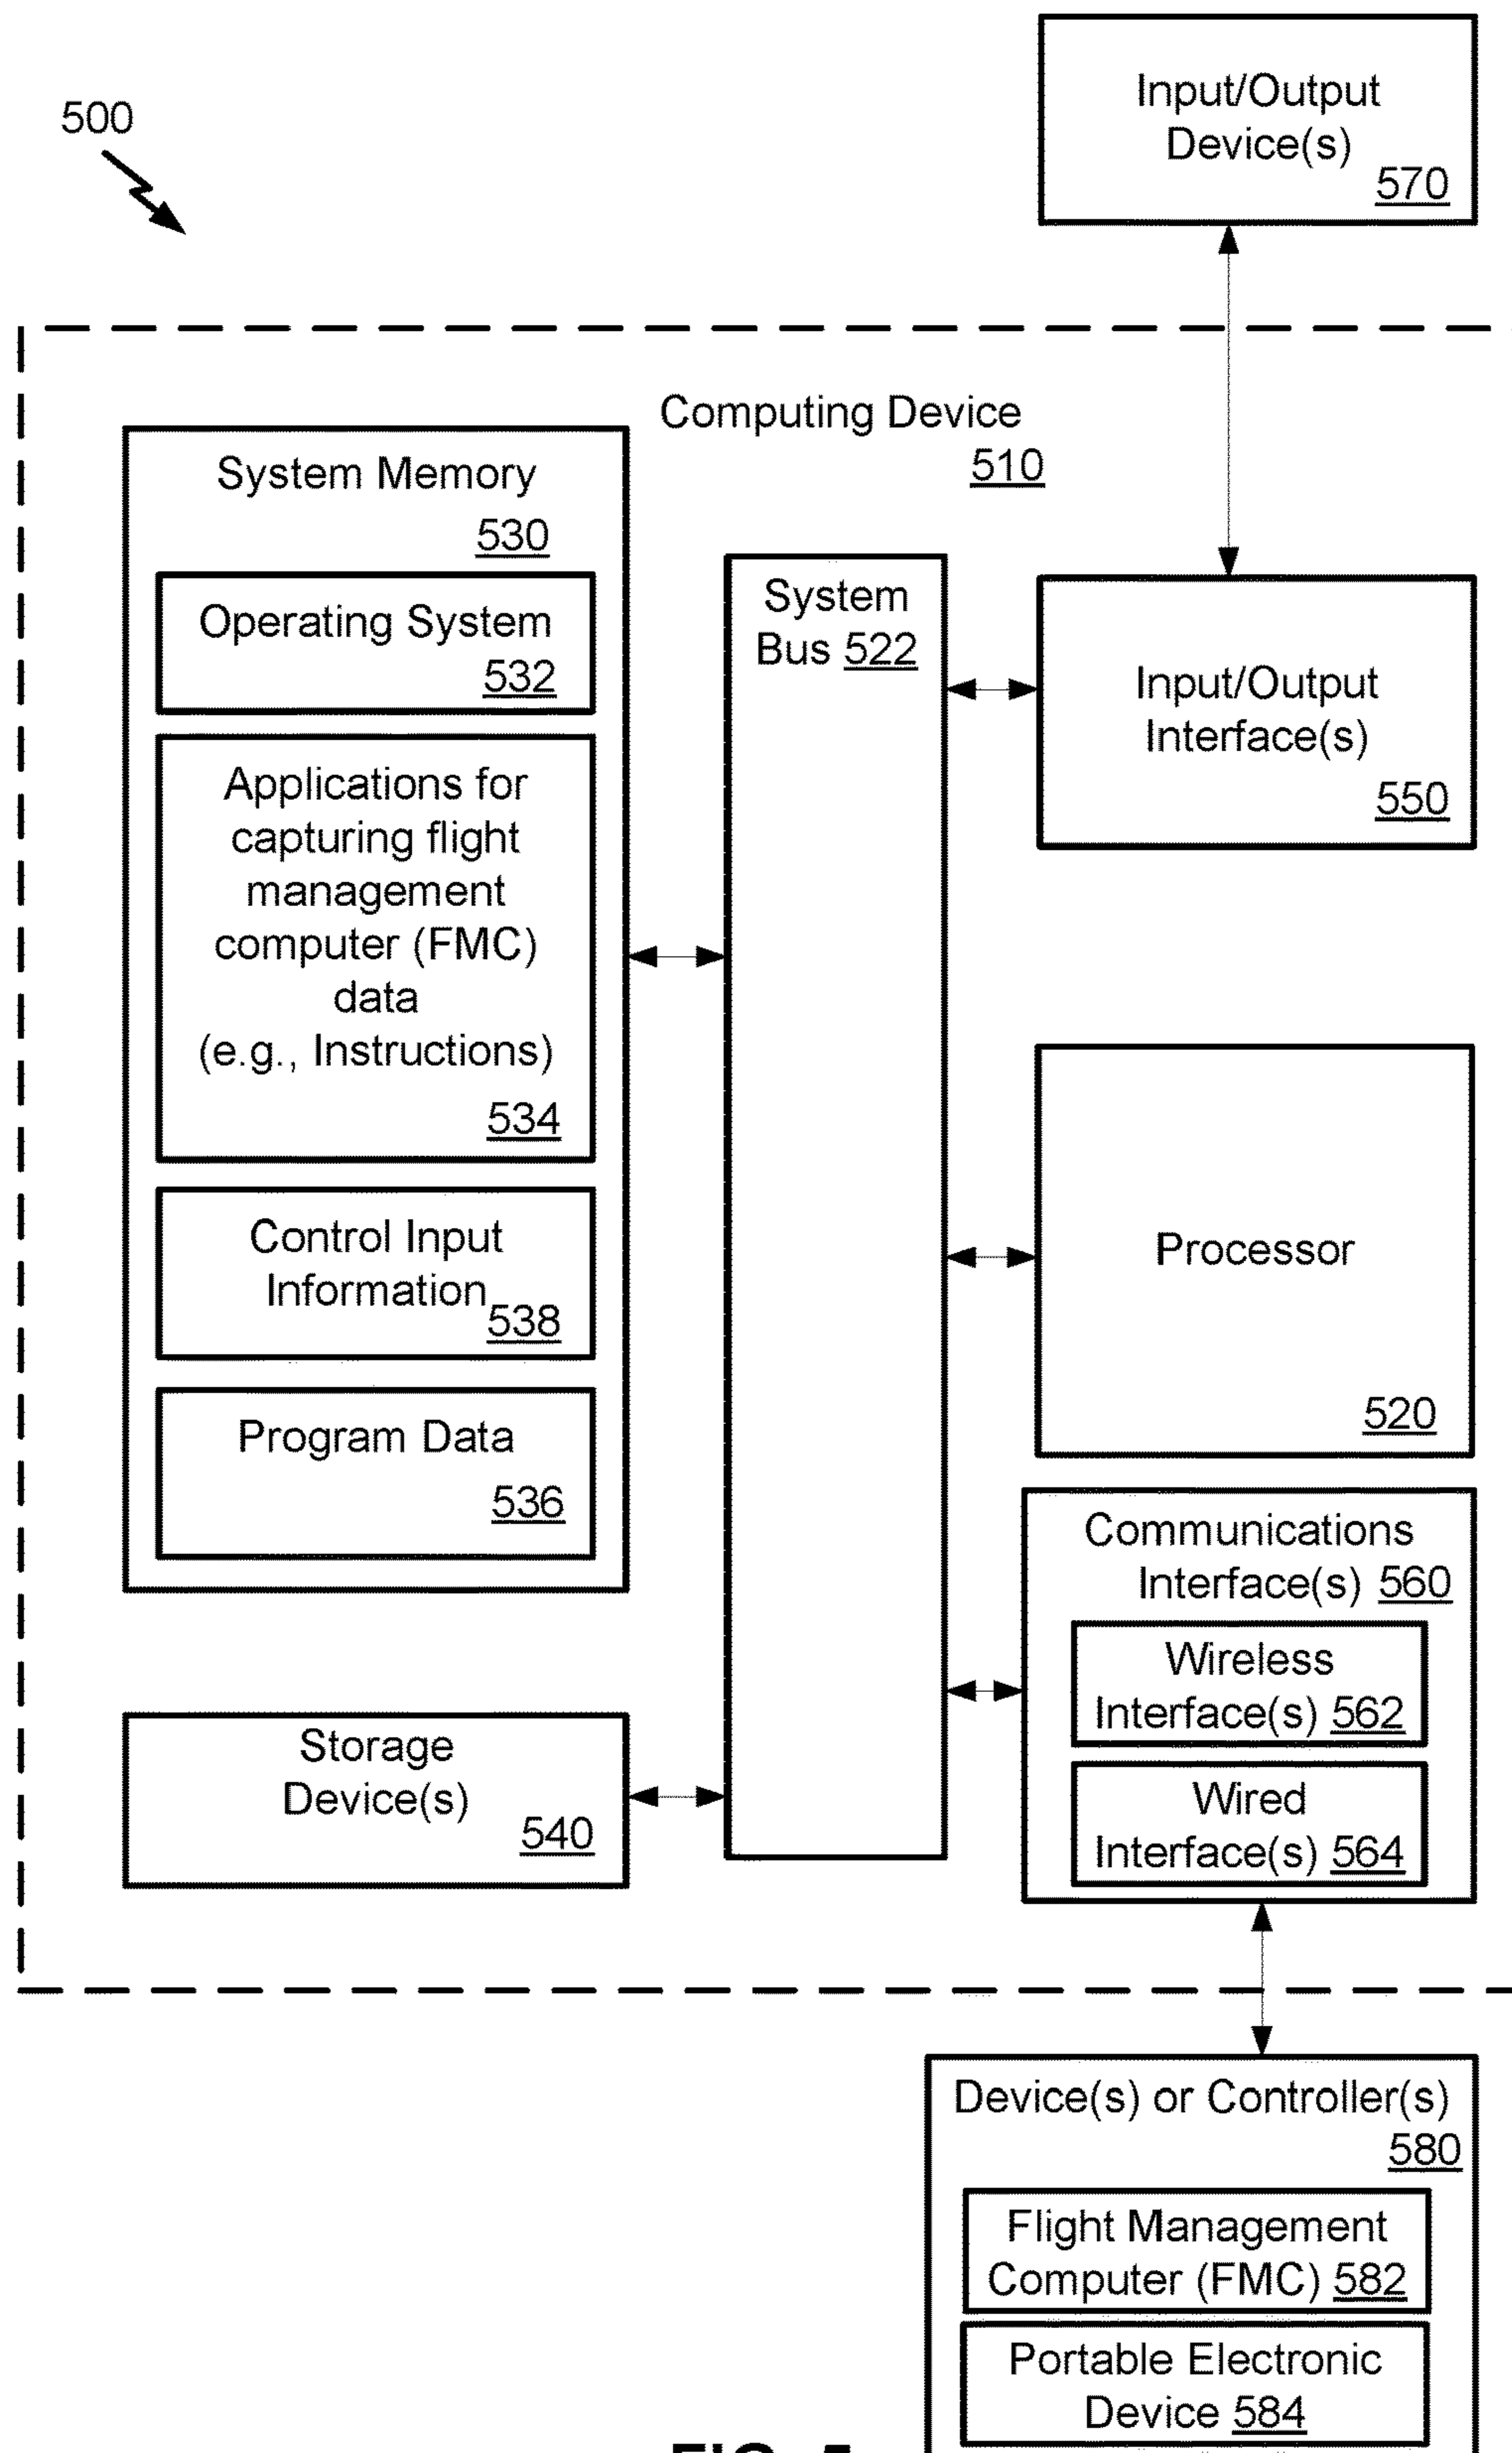 500
Input/Output
Device(s)
570
Computing Device
510
System Memory
530
Operating System
532
Applications for
capturing flight
management
computer (FMC)
data
(e.g., Instructions)
534
Control Input
Information
538
Program Data
536
Storage
Device(s)
540
System
Bus 522
Input/Output
Interface(s)
550
Processor
520
Communications
Interface(s) 560
Wireless
Interface(s) 562
Wired
Interface(s) 564
Device(s) or Controller(s)
580
Flight Management
Computer (FMC) 582
Portable Electronic
Device 584